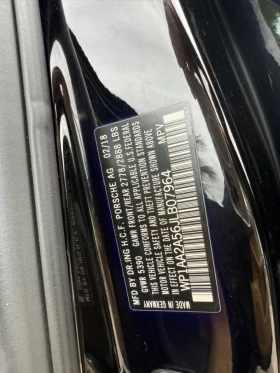 MFD BY DR.ING H.C.F. PORSCHE AG 02/18
GVWR 5390 GAWR FRONT/REAR 2778/2888 LBS
THIS VEHICLE CONFORMS TO ALL APPLICABLE U.S. FEDERAL
MOTOR VEHICLE SAFETY AND THEFT PREVENTION STANDARDS
IN EFFECT ON THE DATE OF MANUFACTURE SHOWN ABOVE
WP1AA2A56JLB07964 MPV
MADE IN GERMANY